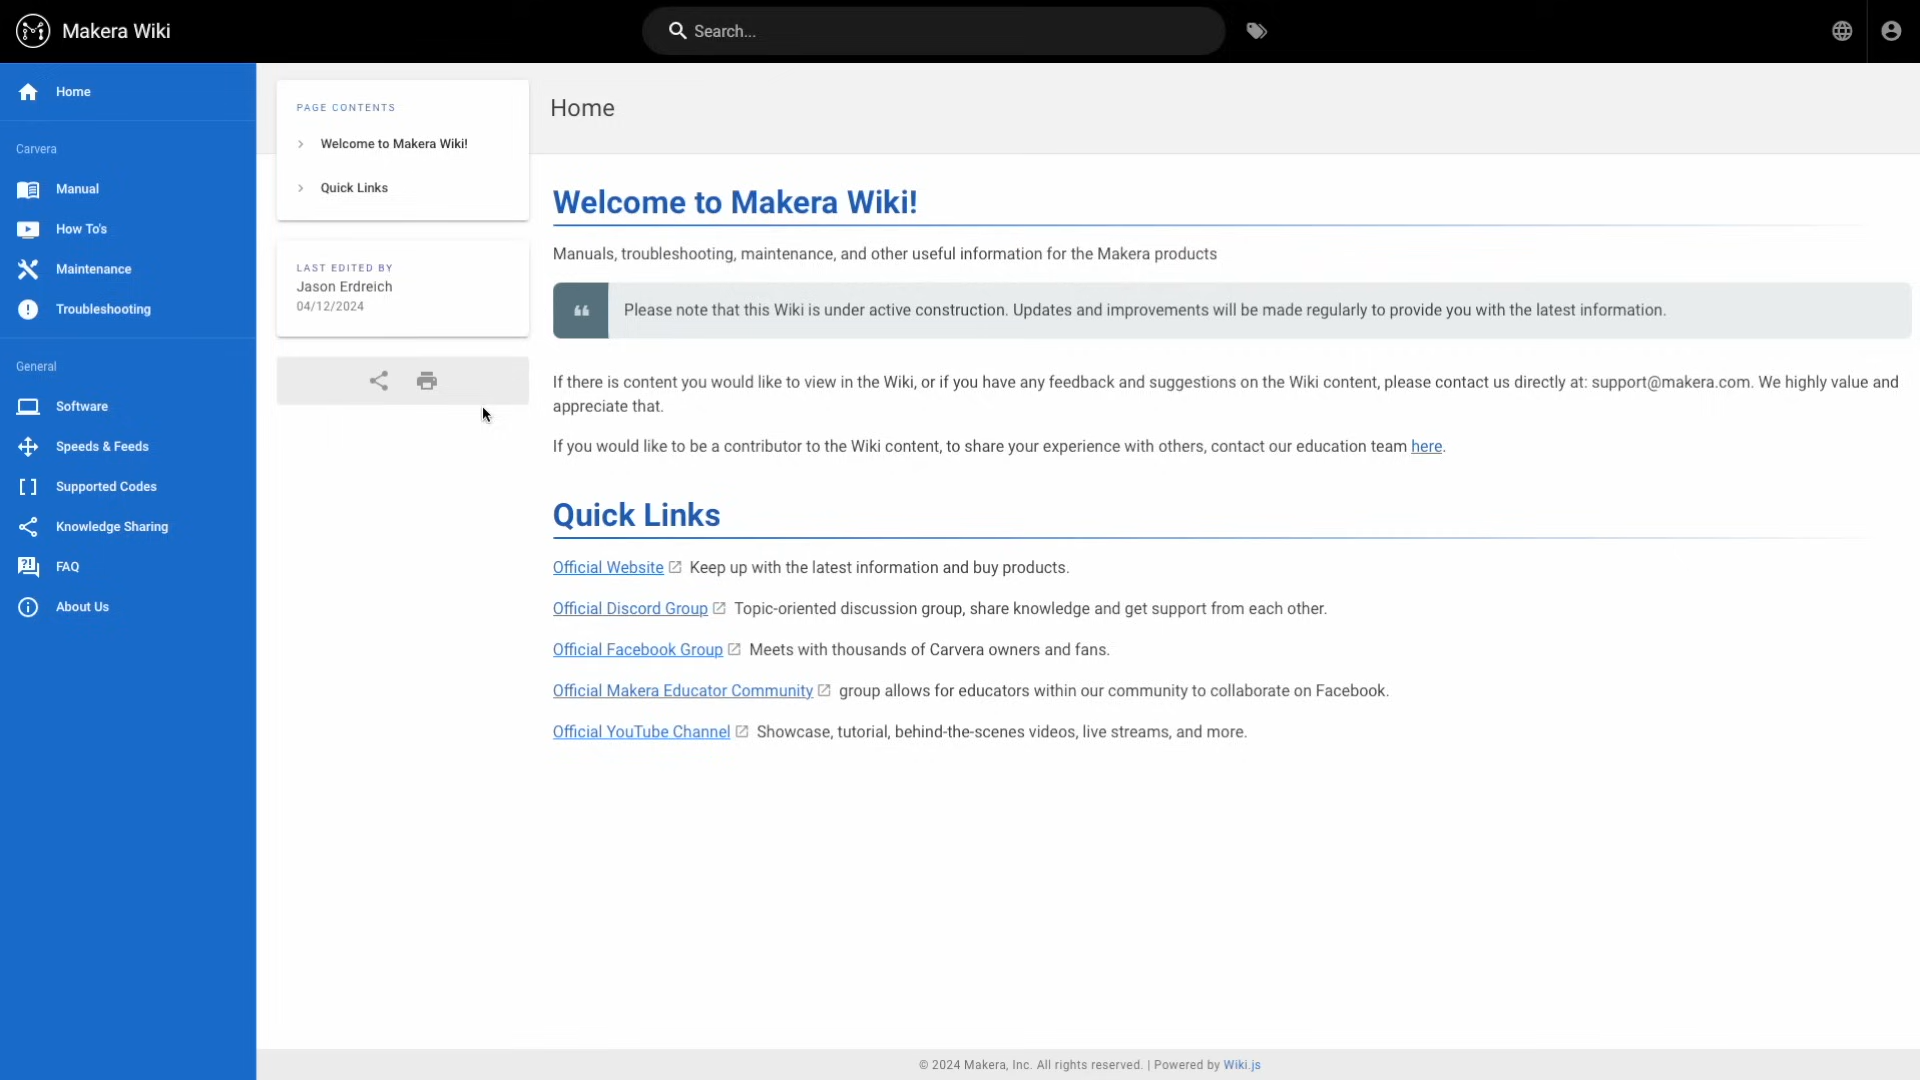 Makera Wiki
Search...
Home
Carvera
Manual
How To's
Maintenance
Troubleshooting
General
Software
Speeds & Feeds
Supported Codes
Knowledge Sharing
FAQ
About Us
PAGE CONTENTS
Welcome to Makera Wiki!
Quick Links
LAST EDITED BY
Jason Erdreich
04/12/2024
Home
Welcome to Makera Wiki!
Manuals, troubleshooting, maintenance, and other useful information for the Makera products
Please note that this Wiki is under active construction. Updates and improvements will be made regularly to provide you with the latest information.
If there is content you would like to view in the Wiki, or if you have any feedback and suggestions on the Wiki content, please contact us directly at: support@makera.com. We highly value and
appreciate that.
If you would like to be a contributor to the Wiki content, to share your experience with others, contact our education team here.
Quick Links
Official Website Keep up with the latest information and buy products.
Official Discord Group Topic-oriented discussion group, share knowledge and get support from each other.
Official Facebook Group Meets with thousands of Carvera owners and fans.
Official Makera Educator Community group allows for educators within our community to collaborate on Facebook.
Official YouTube Channel Showcase, tutorial, behind-the-scenes videos, live streams, and more.
© 2024 Makera, Inc. All rights reserved. | Powered by Wiki.js